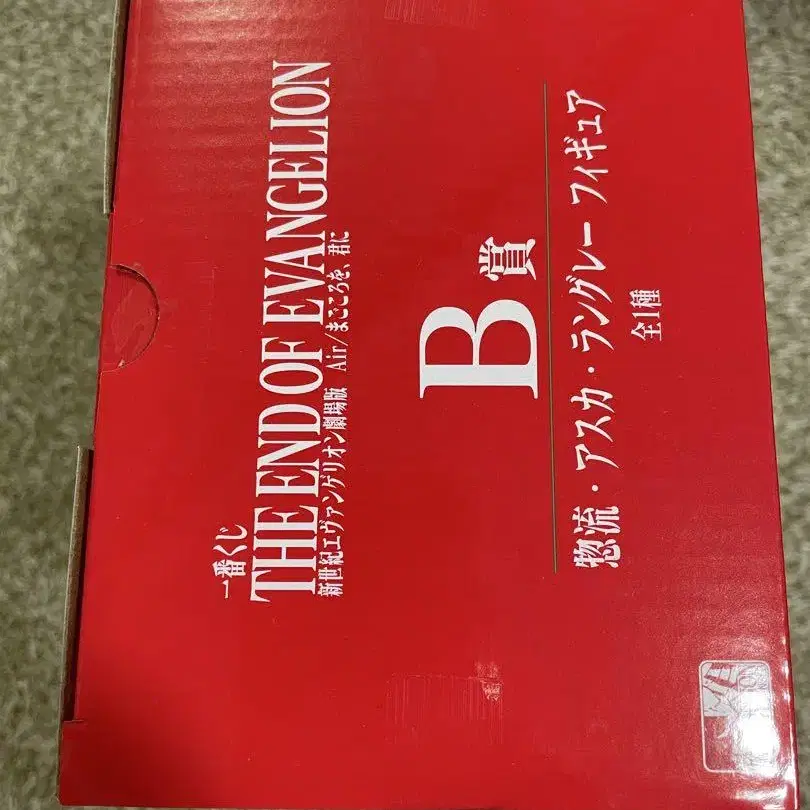 一番くじ
THE END OF EVANGELION
新世紀エヴァンゲリオン劇場版 Air/まごころを、君に
B賞
惣流・アスカ・ラングレー フィギュア
全1種